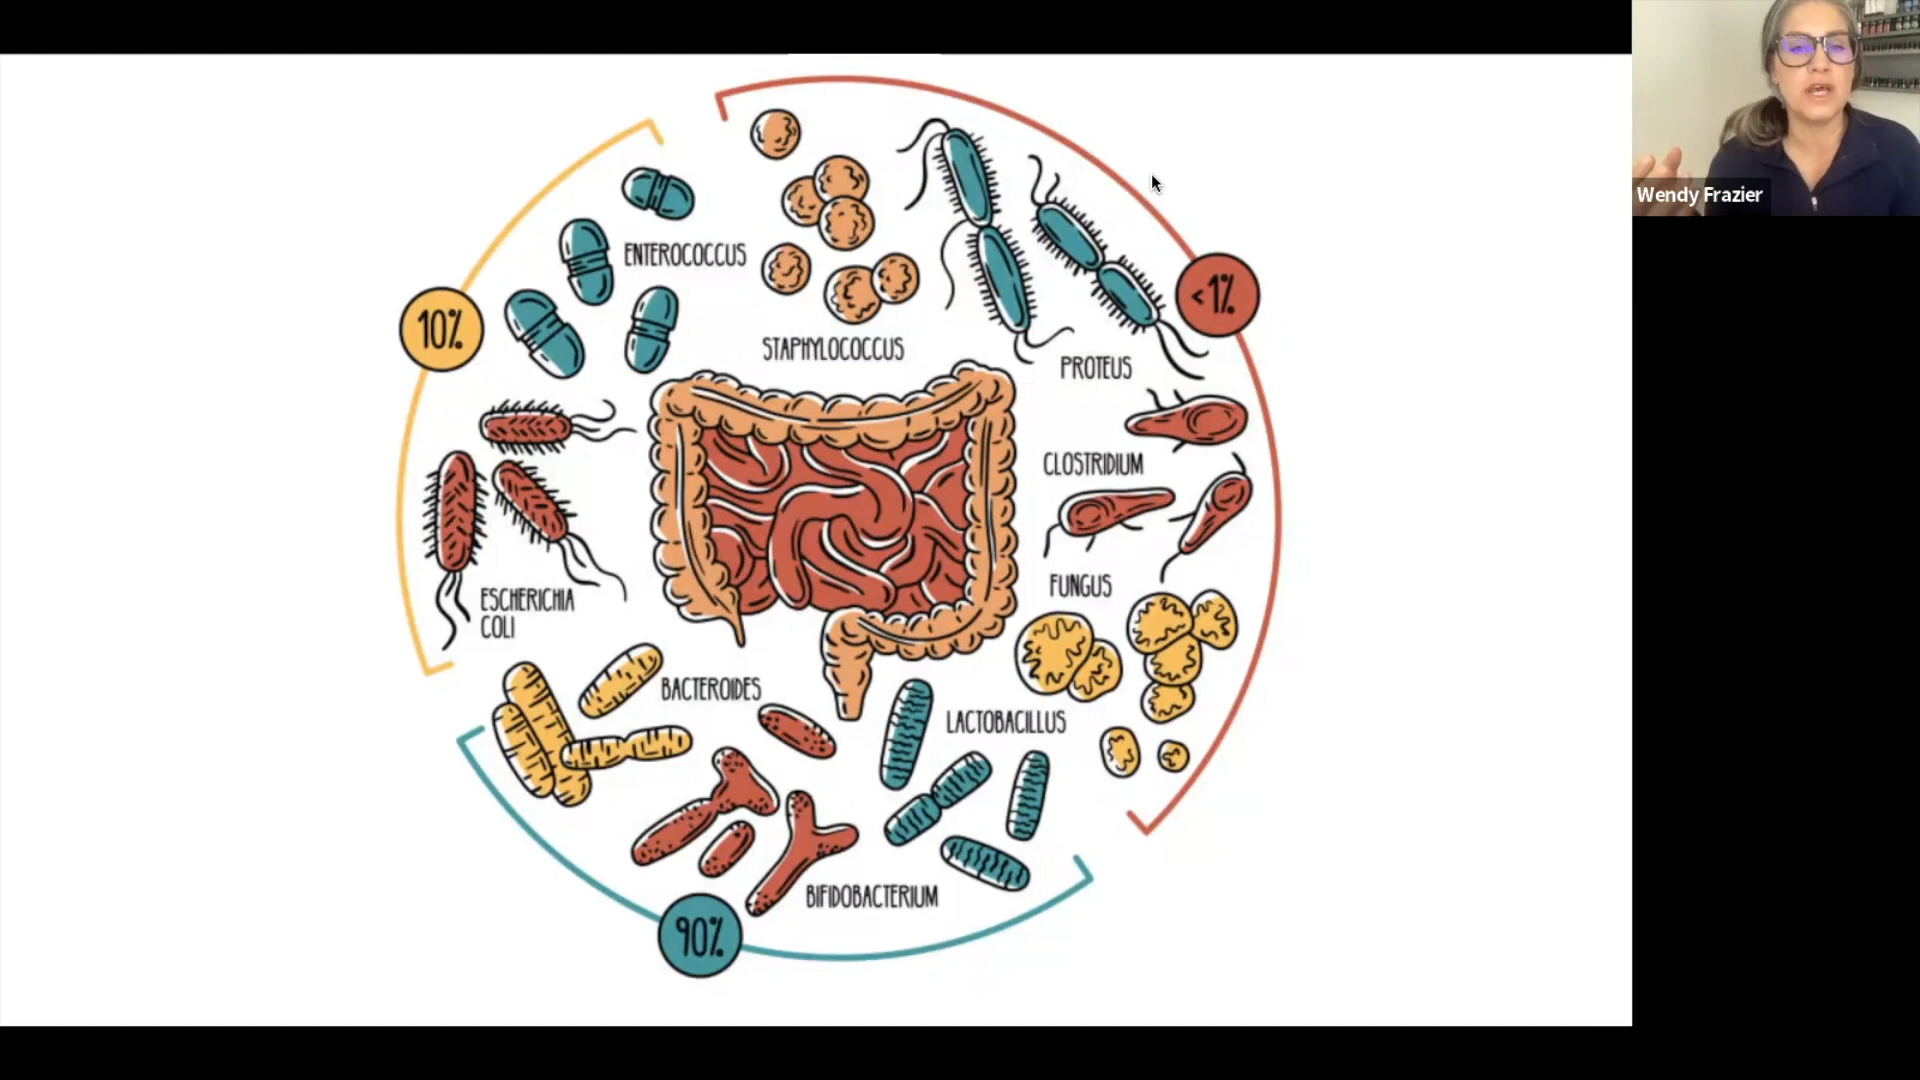 Wendy Frazier
ENTEROCOCCUS
10%
<1%
STAPHYLOCOCCUS
PROTEUS
CLOSTRIDIUM
FUNGUS
ESCHERICHIA
COLI
BACTEROIDES
LACTOBACILLUS
BIFIDOBACTERIUM
90%